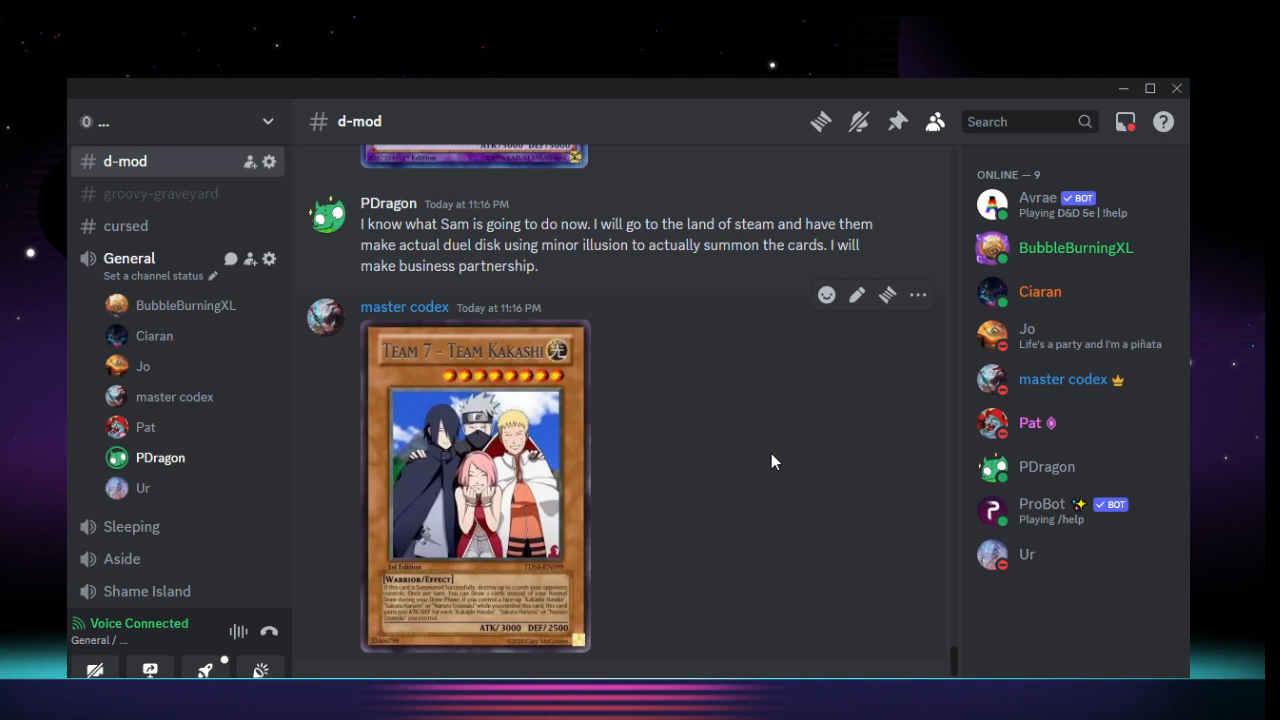 ...
# d-mod
Search
# d-mod
# groovy-graveyard
# cursed
General
Set a channel status
BubbleBurningXL
Ciaran
Jo
master codex
Pat
PDragon
Ur
Sleeping
Aside
Shame Island
Voice Connected
General / ...
1st Edition
PDragon Today at 11:16 PM
I know what Sam is going to do now. I will go to the land of steam and have them
make actual duel disk using minor illusion to actually summon the cards. I will
make business partnership.
master codex Today at 11:16 PM
TEAM 7 - TEAM KAKASHI 光
1st Edition
[WARRIOR/EFFECT]
ATK/ 3000 DEF/ 2500
ONLINE — 9
Avrae BOT
Playing D&D 5e | !help
BubbleBurningXL
Ciaran
Jo
Life's a party and I'm a piñata
master codex
Pat
PDragon
ProBot BOT
Playing /help
Ur